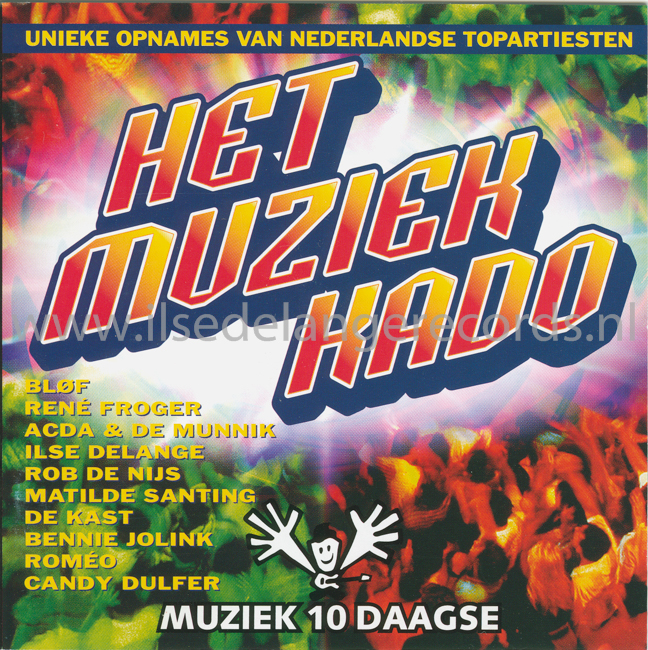 UNIEKE OPNAMES VAN NEDERLANDSE TOPARTIESTEN
HET
MUZIEK
KADO
www.ilsedelangerecords.nl
BLØF
RENÉ FROGER
ACDA & DE MUNNIK
ILSE DELANGE
ROB DE NIJS
MATILDE SANTING
DE KAST
BENNIE JOLINK
ROMÉO
CANDY DULFER
MUZIEK 10 DAAGSE